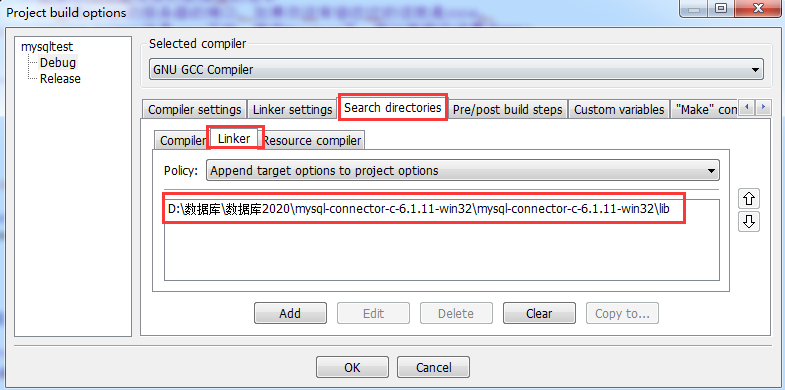 Project build options
mysqltest
Debug
Release
Selected compiler
GNU GCC Compiler
Compiler settings Linker settings Search directories Pre/post build steps Custom variables "Make" con
Compiler Linker Resource compiler
Policy: Append target options to project options
D:\数据库\数据库2020\mysql-connector-c-6.1.11-win32\mysql-connector-c-6.1.11-win32\lib
Add Edit Delete Clear Copy to...
OK Cancel